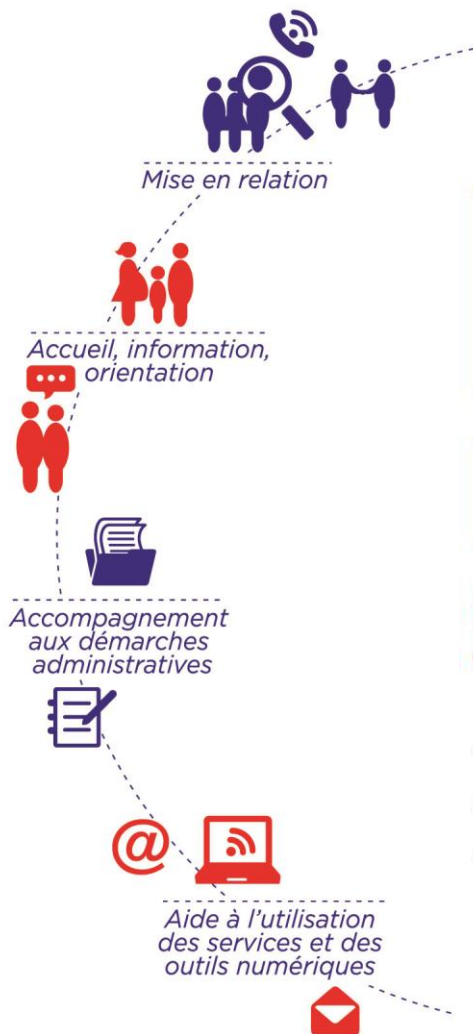 Mise en relation
Accueil, information,
orientation
Accompagnement
aux démarches
administratives
@
Aide à l'utilisation
des services et des
outils numériques